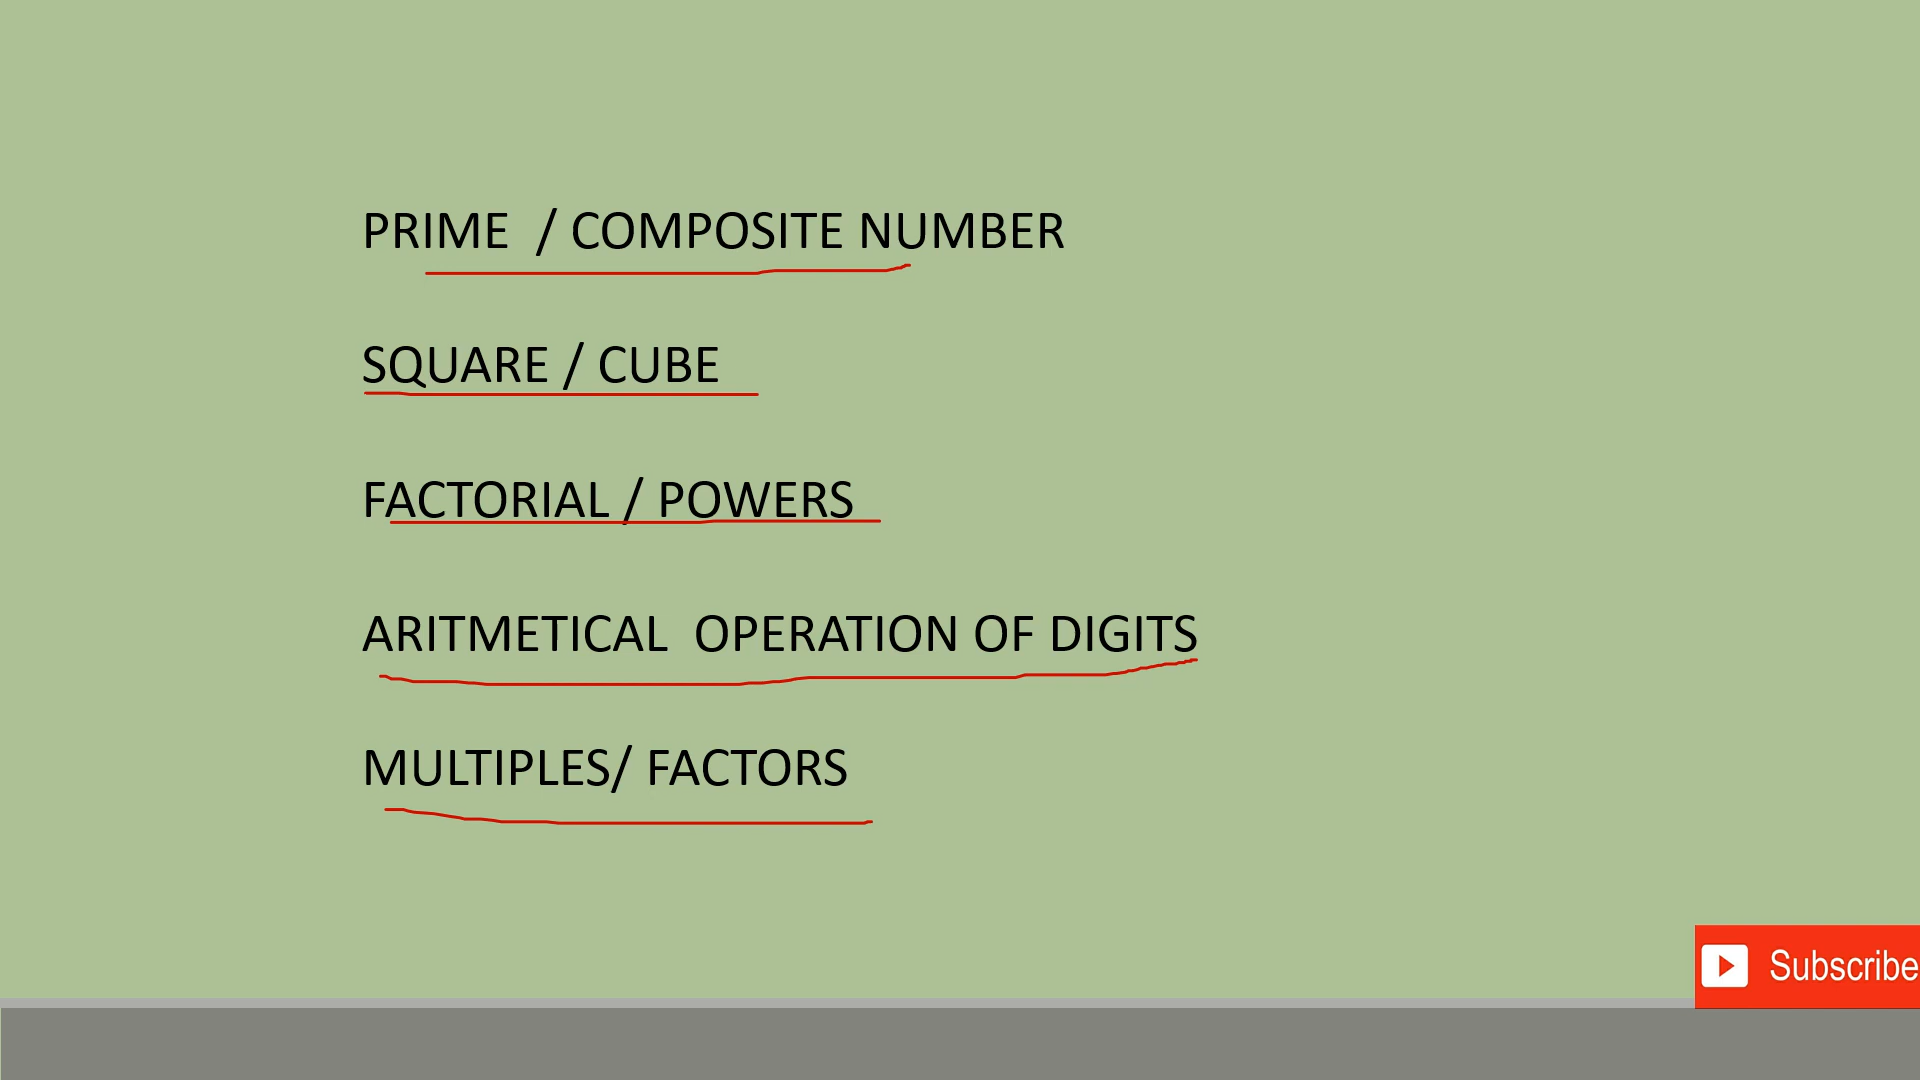 PRIME / COMPOSITE NUMBER
SQUARE / CUBE
FACTORIAL / POWERS
ARITMETICAL OPERATION OF DIGITS
MULTIPLES/ FACTORS
Subscribe